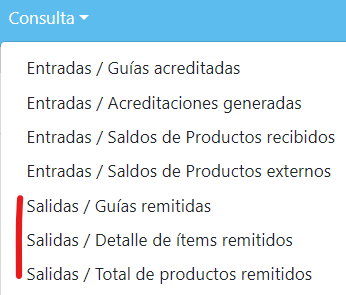 Consulta
Entradas / Guías acreditadas
Entradas / Acreditaciones generadas
Entradas / Saldos de Productos recibidos
Entradas / Saldos de Productos externos
Salidas / Guías remitidas
Salidas / Detalle de ítems remitidos
Salidas / Total de productos remitidos